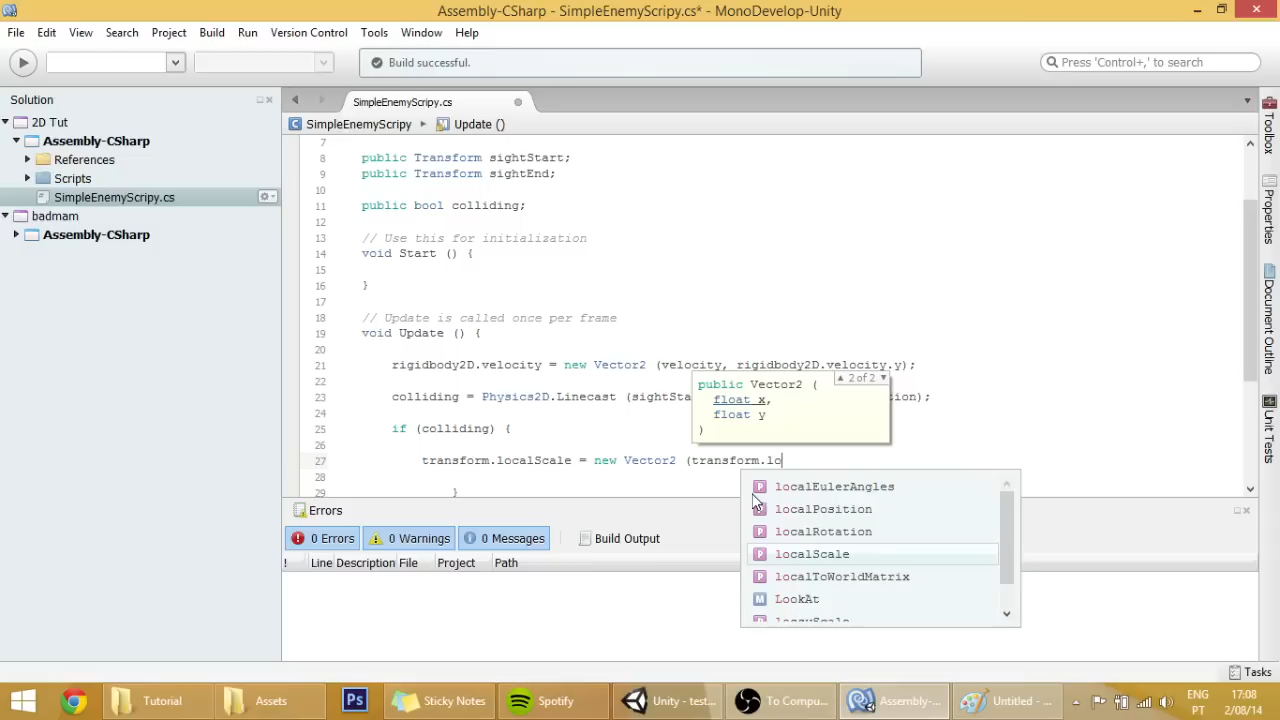 Assembly-CSharp - SimpleEnemyScripy.cs* - MonoDevelop-Unity
File Edit View Search Project Build Run Version Control Tools Window Help
Build successful.
Press 'Control+,' to search
Solution
SimpleEnemyScripy.cs
SimpleEnemyScripy Update ()
2D Tut
Assembly-CSharp
References
Scripts
SimpleEnemyScripy.cs
badmam
Assembly-CSharp
7
8 public Transform sightStart;
9 public Transform sightEnd;
10
11 public bool colliding;
12
13 // Use this for initialization
14 void Start () {
15
16 }
17
18 // Update is called once per frame
19 void Update () {
20
21 rigidbody2D.velocity = new Vector2 (velocity, rigidbody2D.velocity.y);
22
23 colliding = Physics2D.Linecast (sightSta
24
25 if (colliding) {
26
27 transform.localScale = new Vector2 (transform.lo
28
29 }
2 of 2
public Vector2 (
float x,
float y
)
localEulerAngles
localPosition
localRotation
localScale
localToWorldMatrix
LookAt
lossyScale
Toolbox
Properties
Document Outline
Unit Tests
Errors
0 Errors 0 Warnings 0 Messages Build Output
! Line Description File Project Path
Tasks
Tutorial
Assets
Ps
Sticky Notes
Spotify
Unity - test...
To Compu...
Assembly-...
Untitled - ...
ENG
PT
17:08
2/08/14